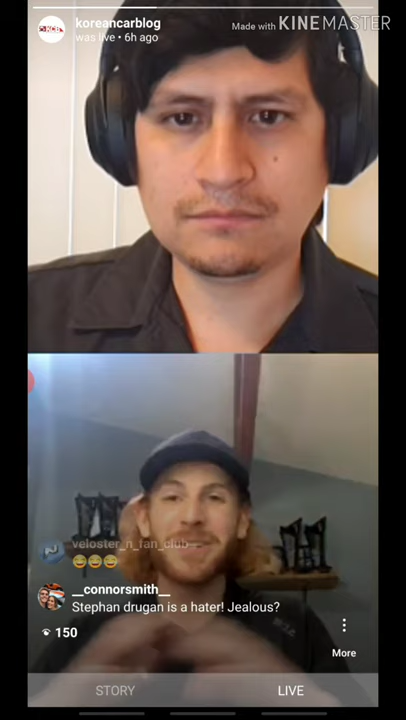 koreancarblog
was live • 6h ago
Made with KINEMASTER
KCB
veloster_n_fan_club
__connorsmith__
Stephan drugan is a hater! Jealous?
150
More
STORY
LIVE